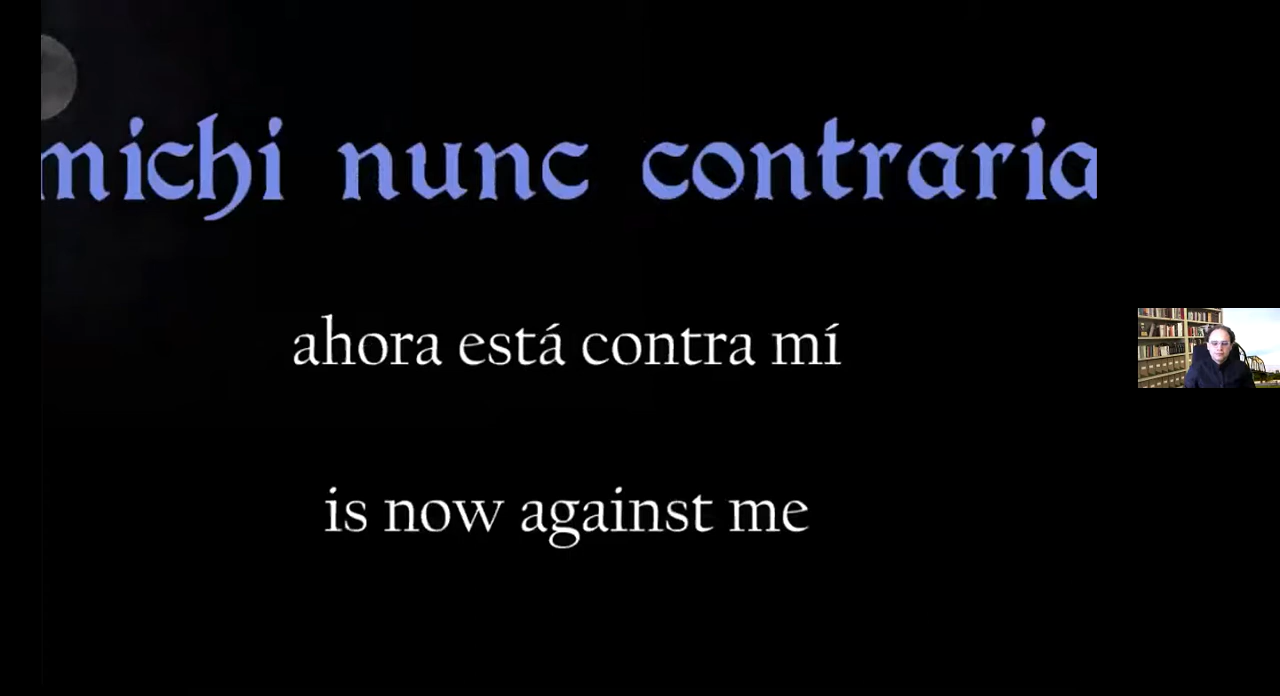 michi nunc contraria
ahora está contra mí
is now against me